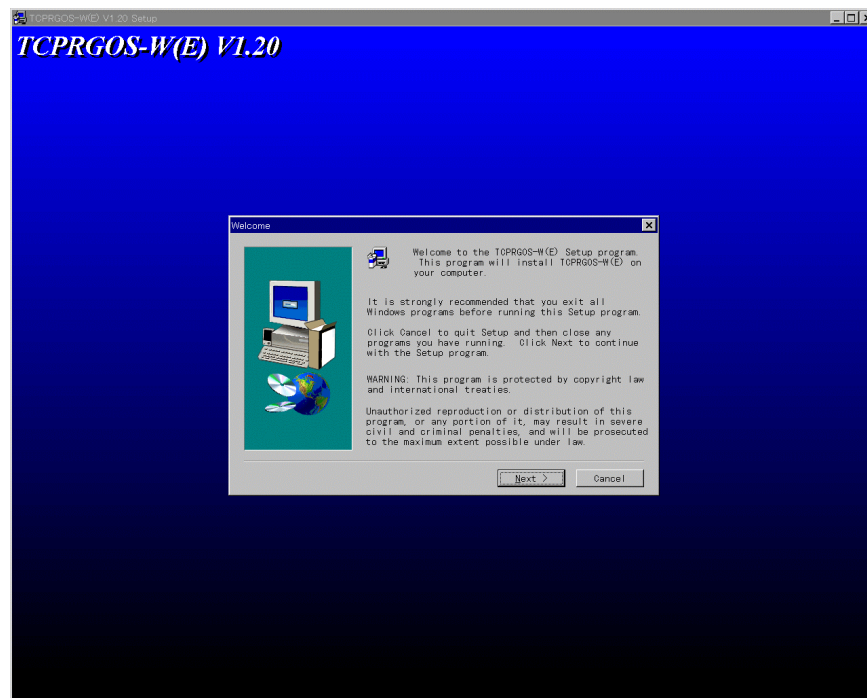 TCPRGOS-W(E) V1.20 Setup
TCPRGOS-W(E) V1.20
Welcome
Welcome to the TCPRGOS-W(E) Setup program.
This program will install TCPRGOS-W(E) on
your computer.
It is strongly recommended that you exit all
Windows programs before running this Setup program.
Click Cancel to quit Setup and then close any
programs you have running. Click Next to continue
with the Setup program.
WARNING: This program is protected by copyright law
and international treaties.
Unauthorized reproduction or distribution of this
program, or any portion of it, may result in severe
civil and criminal penalties, and will be prosecuted
to the maximum extent possible under law.
Next >
Cancel